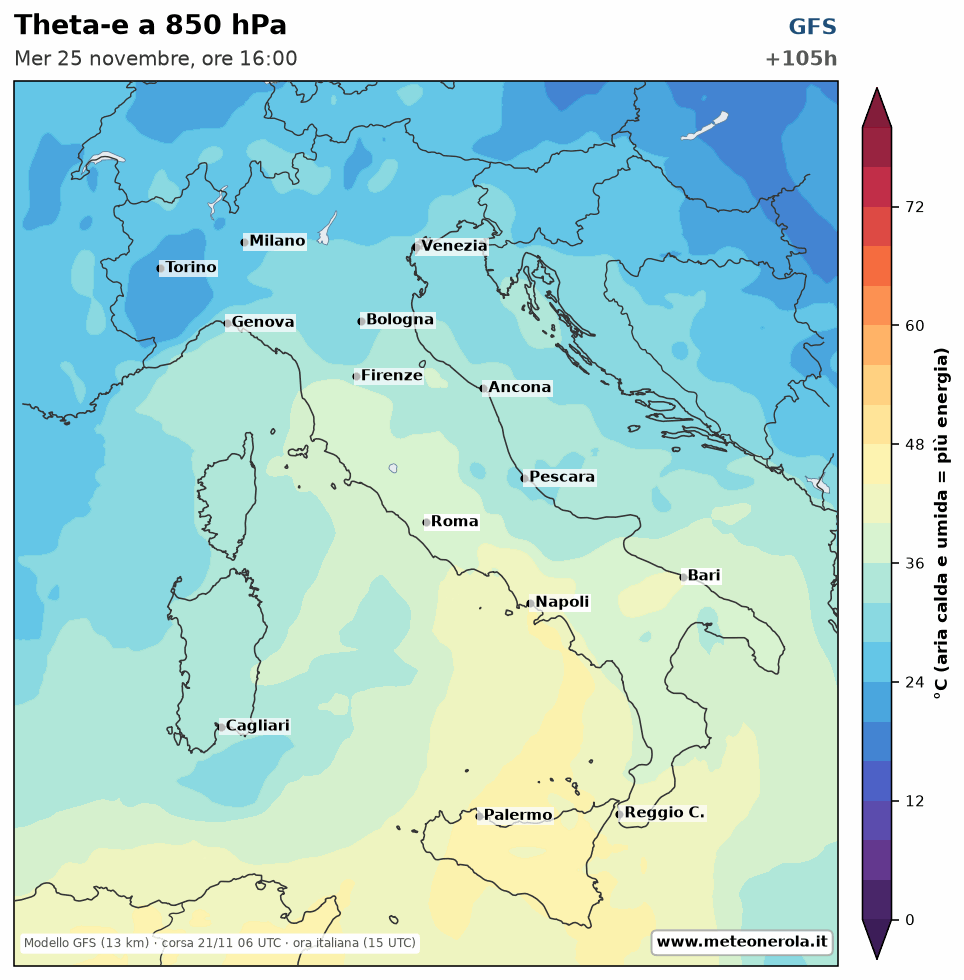 Theta-e a 850 hPa
GFS
Mer 25 novembre, ore 16:00
+105h
Milano
Venezia
Torino
Genova
Bologna
Firenze
Ancona
Pescara
Roma
Bari
Napoli
Cagliari
Palermo
Reggio C.
72
60
48
36
24
12
0
°C (aria calda e umida = più energia)
Modello GFS (13 km) · corsa 21/11 06 UTC · ora italiana (15 UTC)
www.meteonerola.it